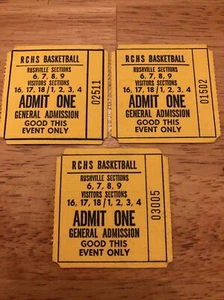 RCHS BASKETBALL
RUSHVILLE SECTIONS
6, 7, 8, 9
VISITORS SECTIONS
16, 17, 18 / 1, 2, 3, 4
ADMIT ONE
GENERAL ADMISSION
GOOD THIS
EVENT ONLY
02511
RCHS BASKETBALL
RUSHVILLE SECTIONS
6, 7, 8, 9
VISITORS SECTIONS
16, 17, 18 / 1, 2, 3, 4
ADMIT ONE
GENERAL ADMISSION
GOOD THIS
EVENT ONLY
01502
RCHS BASKETBALL
RUSHVILLE SECTIONS
6, 7, 8, 9
VISITORS SECTIONS
16, 17, 18 / 1, 2, 3, 4
ADMIT ONE
GENERAL ADMISSION
GOOD THIS
EVENT ONLY
03005